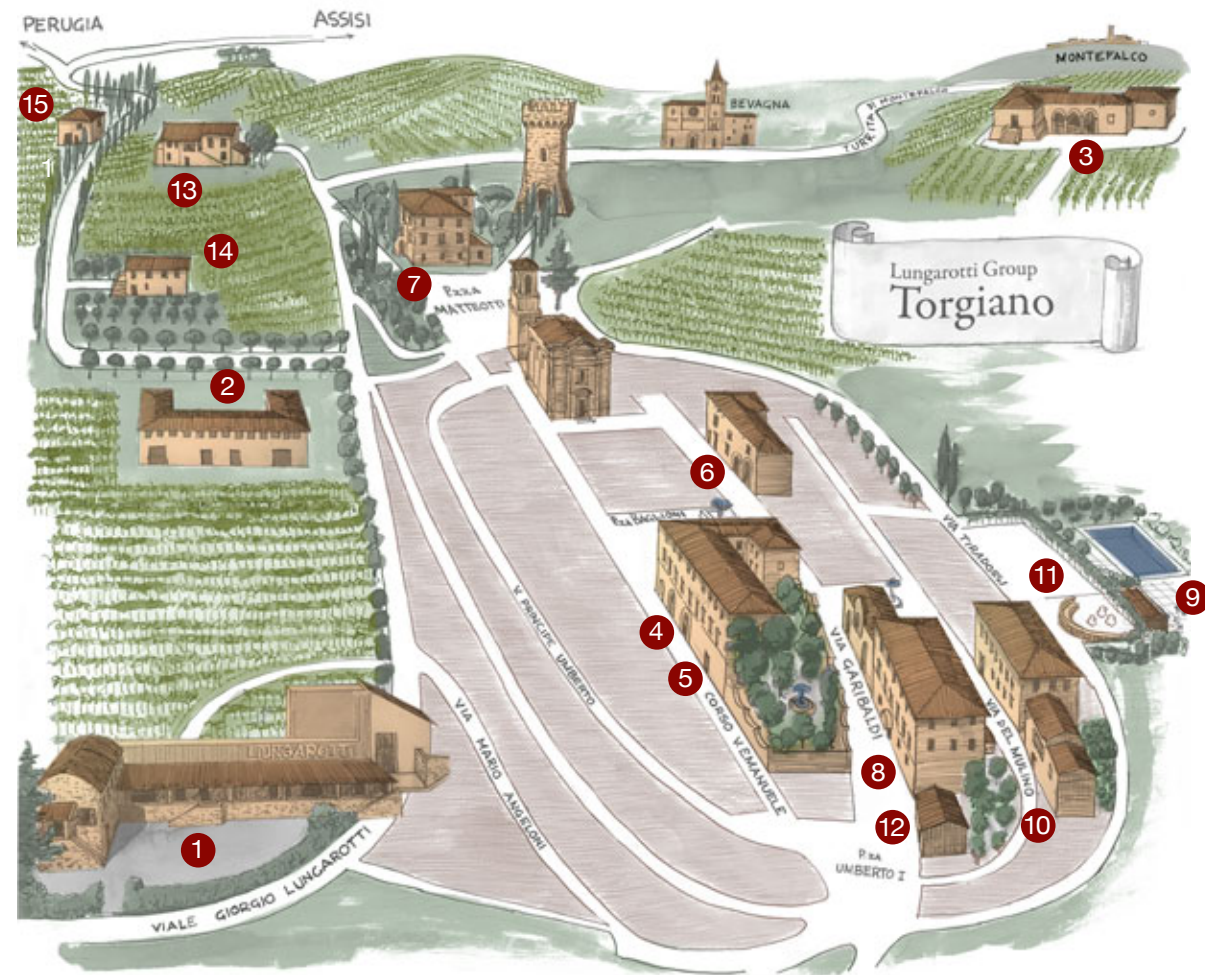 PERUGIA
ASSISI
MONTEFALCO
BEVAGNA
TURRITA DI MONTEFALCO
15
1
13
3
14
7
P.ZZA
MATTEOTTI
Lungarotti Group
Torgiano
2
6
P.ZA BAGLIONI
VIA TIRADOSSI
11
9
V. PRINCIPE UMBERTO
4
5
CORSO V. EMANUELE
VIA GARIBALDI
VIA DEL MULINO
VIA MARIO ANGELONI
LUNGAROTTI
8
12
10
1
P.ZZA
UMBERTO I
VIALE GIORGIO LUNGAROTTI